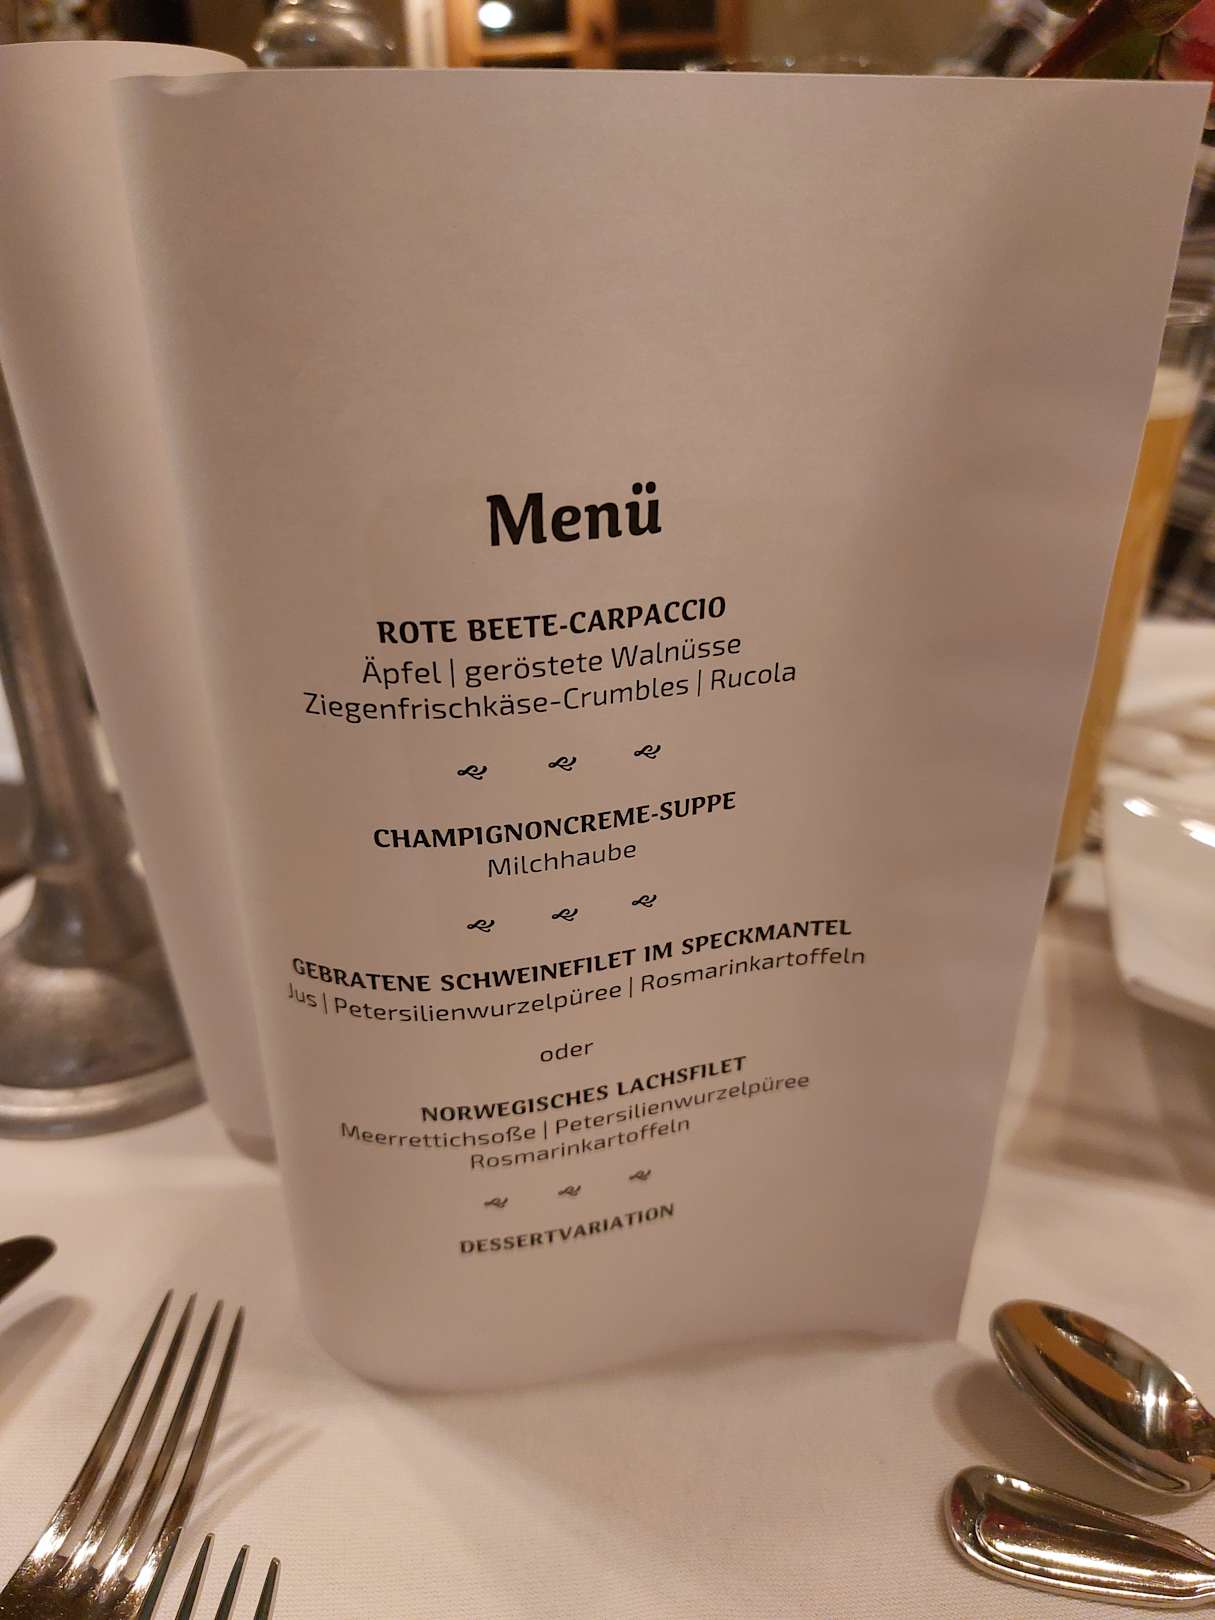 Menü
ROTE BEETE-CARPACCIO
Äpfel | geröstete Walnüsse
Ziegenfrischkäse-Crumbles | Rucola
CHAMPIGNONCREME-SUPPE
Milchhaube
GEBRATENE SCHWEINEFILET IM SPECKMANTEL
Jus | Petersilienwurzelpüree | Rosmarinkartoffeln
oder
NORWEGISCHES LACHSFILET
Meerrettichsoße | Petersilienwurzelpüree
Rosmarinkartoffeln
DESSERTVARIATION